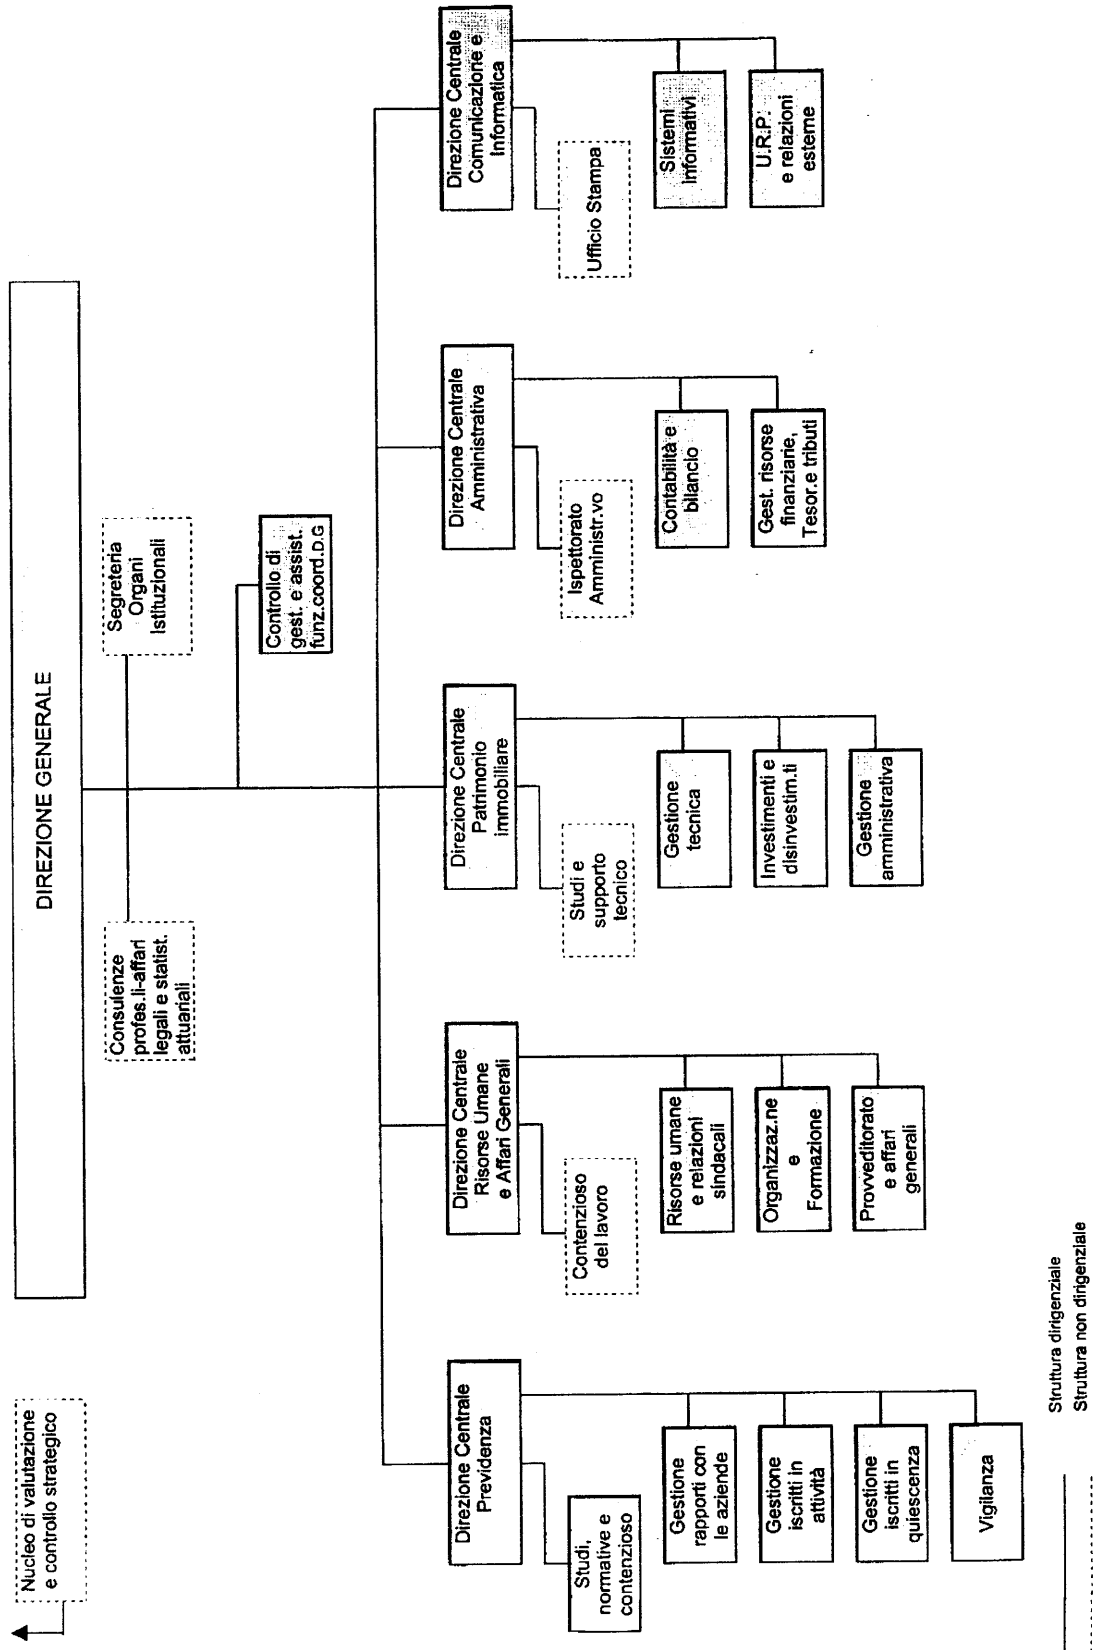 Nucleo di valutazione
e controllo strategico
DIREZIONE GENERALE
Consulenze
profes.li-affari
legali e statist.
attuariali
Segreteria
Organi
Istituzionali
Controllo di
gest. e assist.
funz.coord.D.G
Direzione Centrale
Previdenza
Studi,
normative e
contenzioso
Gestione
rapporti con
le aziende
Gestione
iscritti in
attività
Gestione
iscritti in
quiescenza
Vigilanza
Direzione Centrale
Risorse Umane
e Affari Generali
Contenzioso
del lavoro
Risorse umane
e relazioni
sindacali
Organizzaz.ne
e
Formazione
Provveditorato
e affari
generali
Direzione Centrale
Patrimonio
immobiliare
Studi e
supporto
tecnico
Gestione
tecnica
Investimenti e
disinvestim.ti
Gestione
amministrativa
Direzione Centrale
Amministrativa
Ispettorato
Amministr.vo
Contabilità e
bilancio
Gest. risorse
finanziarie,
Tesor.e tributi
Direzione Centrale
Comunicazione e
Informatica
Ufficio Stampa
Sistemi
informativi
U.R.P.
e relazioni
esterne
Struttura dirigenziale
Struttura non dirigenziale